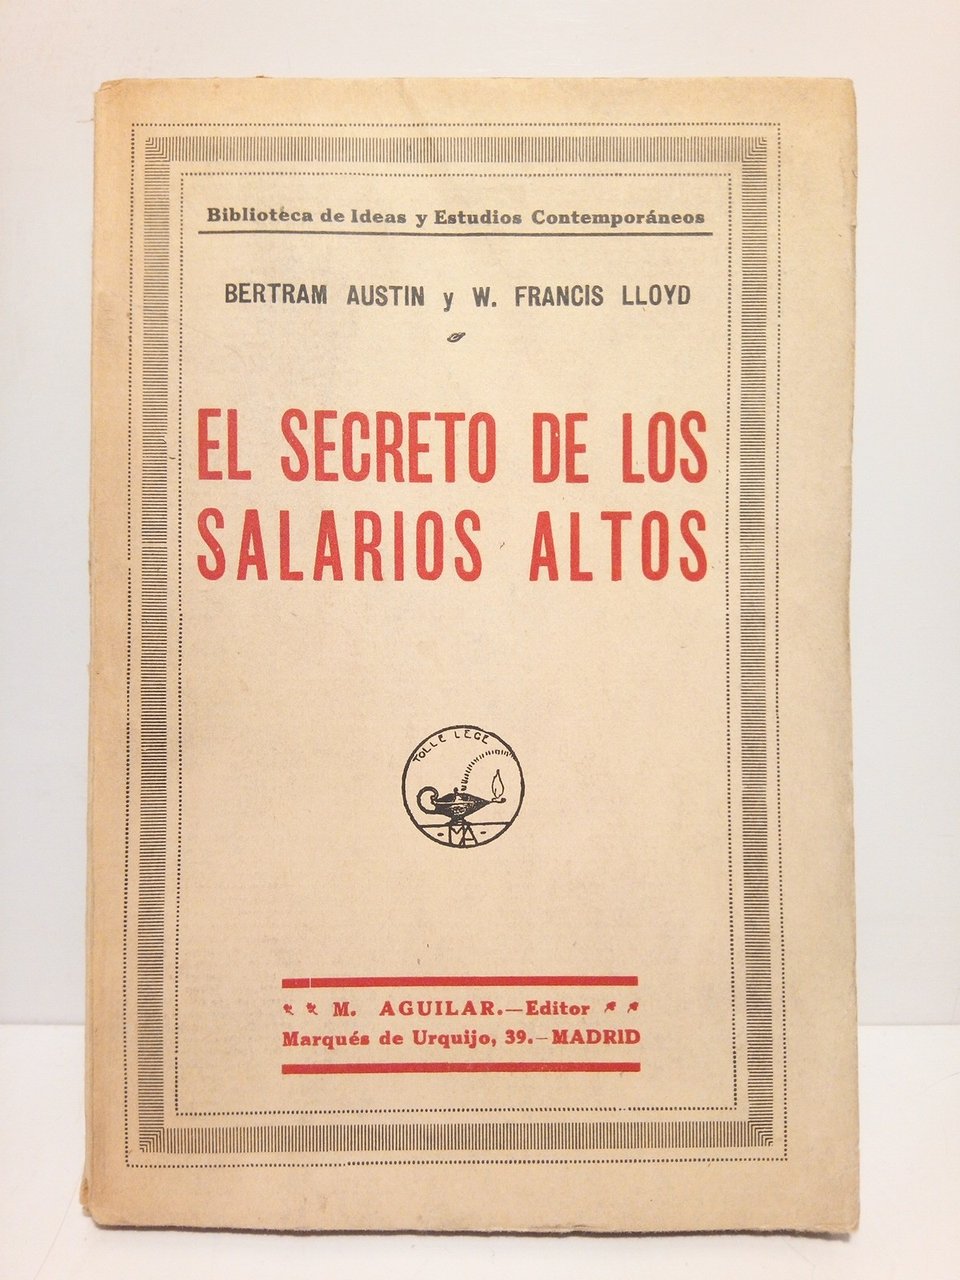 Biblioteca de Ideas y Estudios Contemporáneos
BERTRAM AUSTIN y W. FRANCIS LLOYD
EL SECRETO DE LOS
SALARIOS ALTOS
TOLLE LEGE
·MA·
M. AGUILAR.—Editor
Marqués de Urquijo, 39.—MADRID